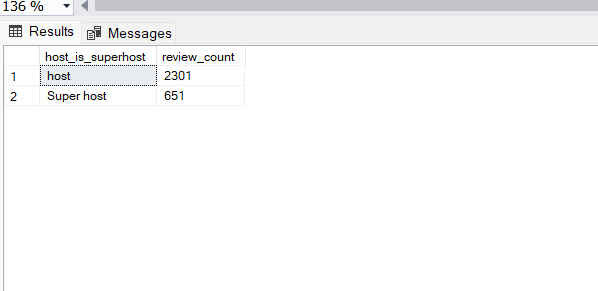 136 %
Results Messages
host_is_superhost review_count
1 host 2301
2 Super host 651